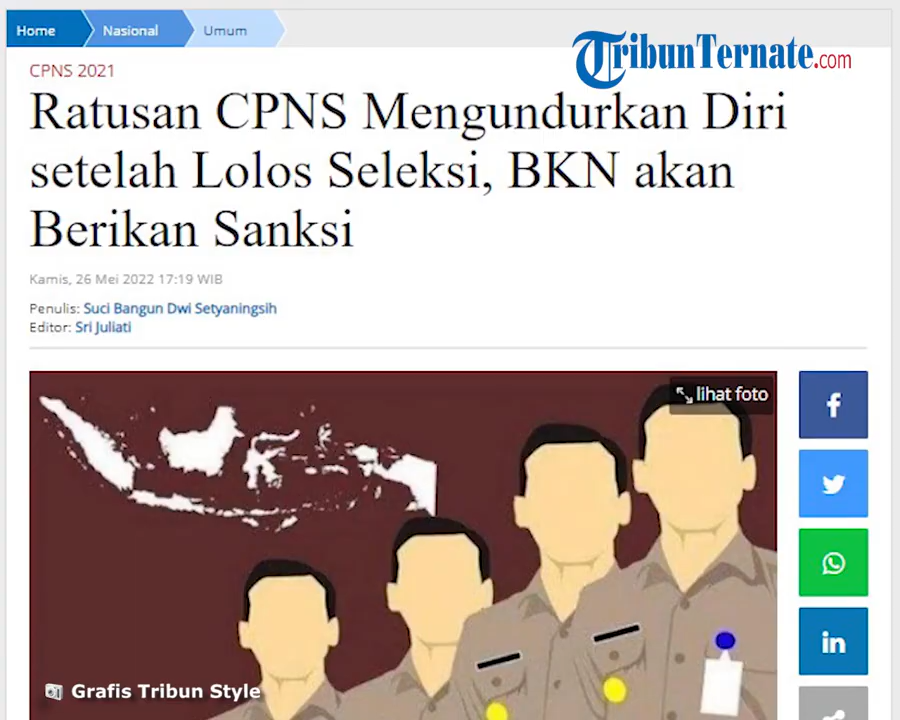 Home
Nasional
Umum
TribunTernate.com
CPNS 2021
Ratusan CPNS Mengundurkan Diri
setelah Lolos Seleksi, BKN akan
Berikan Sanksi
Kamis, 26 Mei 2022 17:19 WIB
Penulis: Suci Bangun Dwi Setyaningsih
Editor: Sri Juliati
lihat foto
Grafis Tribun Style